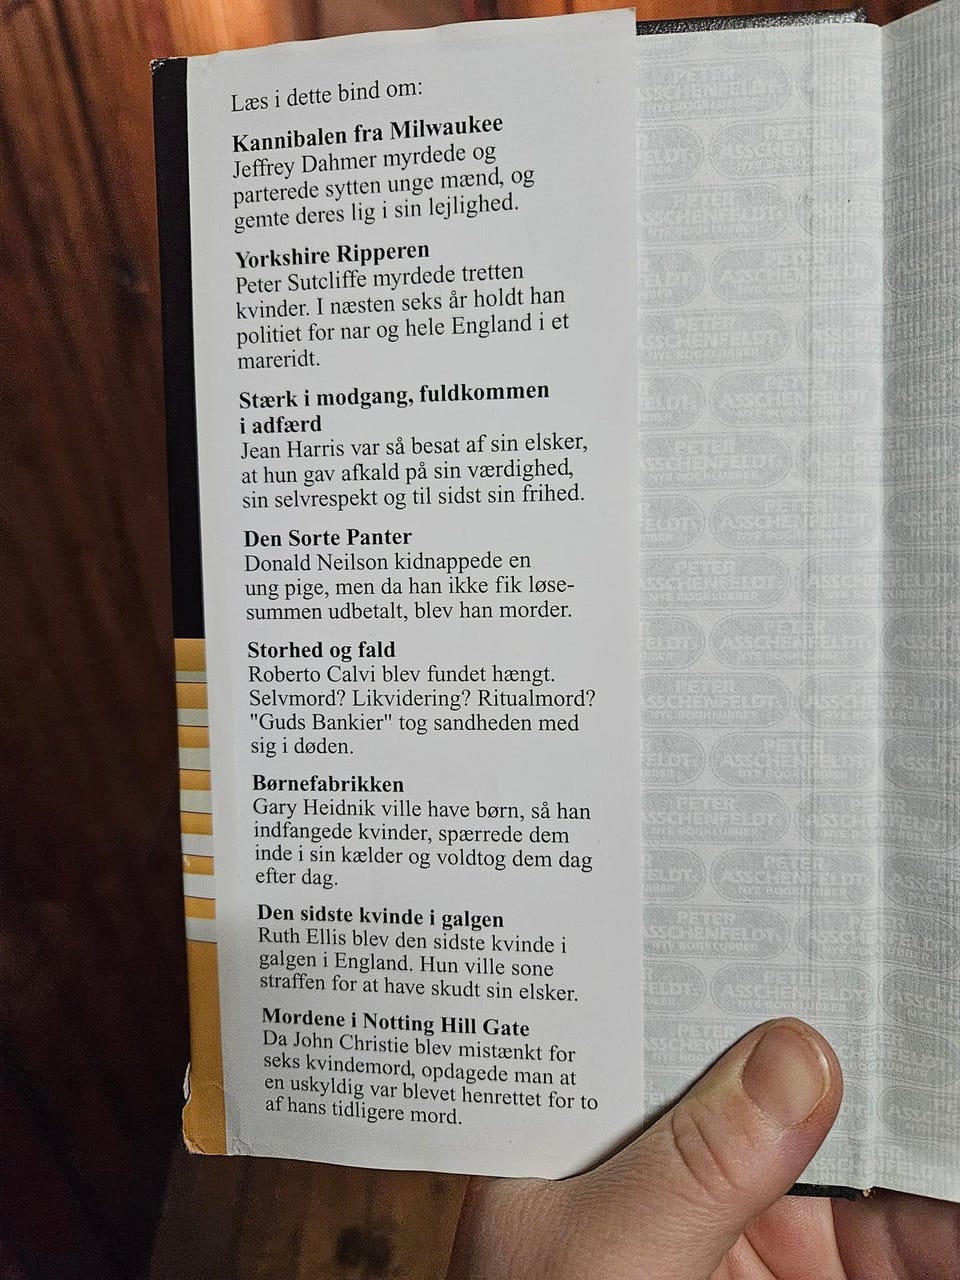 Læs i dette bind om:
Kannibalen fra Milwaukee
Jeffrey Dahmer myrdede og
parterede sytten unge mænd, og
gemte deres lig i sin lejlighed.
Yorkshire Ripperen
Peter Sutcliffe myrdede tretten
kvinder. I næsten seks år holdt han
politiet for nar og hele England i et
mareridt.
Stærk i modgang, fuldkommen
i adfærd
Jean Harris var så besat af sin elsker,
at hun gav afkald på sin værdighed,
sin selvrespekt og til sidst sin frihed.
Den Sorte Panter
Donald Neilson kidnappede en
ung pige, men da han ikke fik løse-
summen udbetalt, blev han morder.
Storhed og fald
Roberto Calvi blev fundet hængt.
Selvmord? Likvidering? Ritualmord?
"Guds Bankier" tog sandheden med
sig i døden.
Børnefabrikken
Gary Heidnik ville have børn, så han
indfangede kvinder, spærrede dem
inde i sin kælder og voldtog dem dag
efter dag.
Den sidste kvinde i galgen
Ruth Ellis blev den sidste kvinde i
galgen i England. Hun ville sone
straffen for at have skudt sin elsker.
Mordene i Notting Hill Gate
Da John Christie blev mistænkt for
seks kvindemord, opdagede man at
en uskyldig var blevet henrettet for to
af hans tidligere mord.
PETER
ASSCHENFELDT
NYE BOGKLUBBER